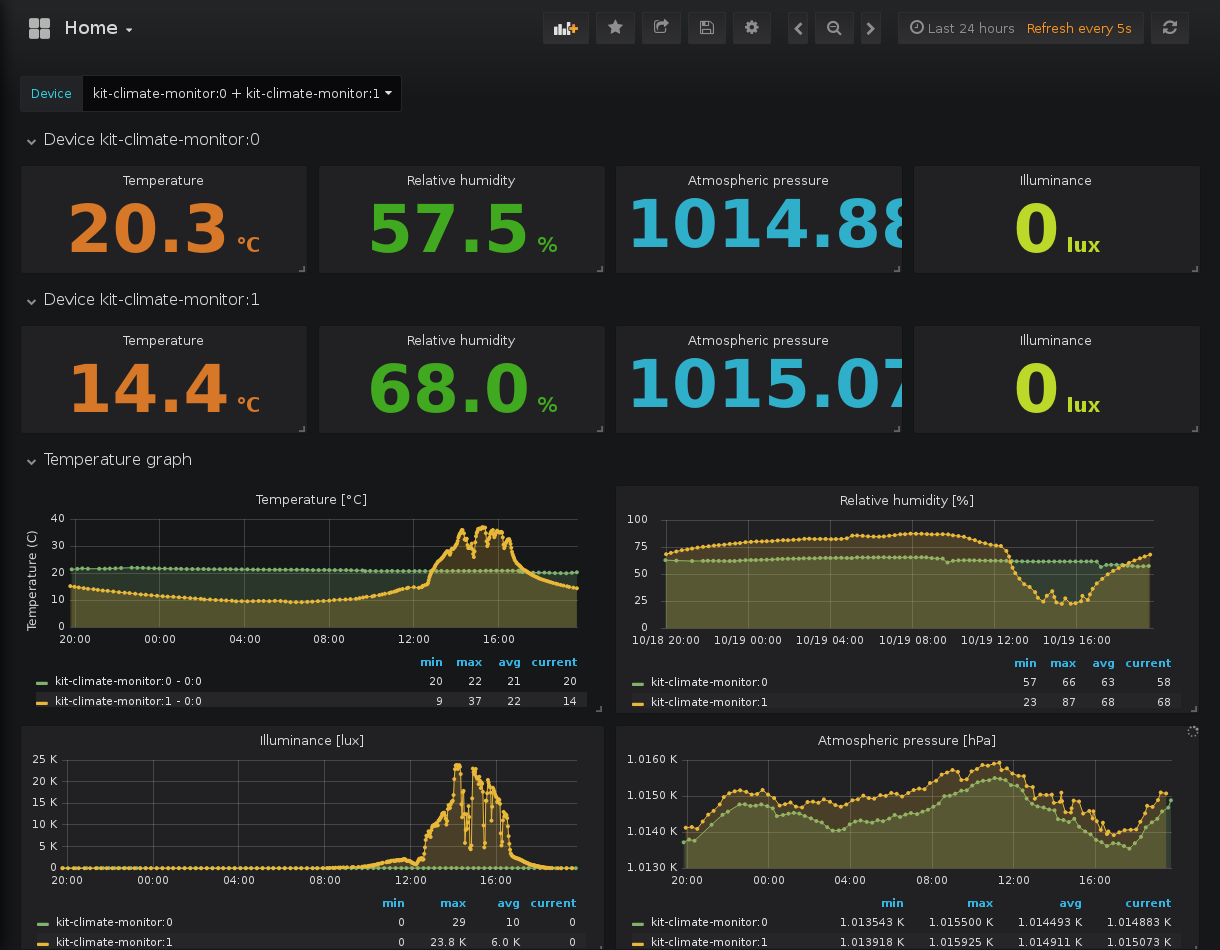 Home
Last 24 hours Refresh every 5s
Device kit-climate-monitor:0 + kit-climate-monitor:1
Device kit-climate-monitor:0
Temperature Relative humidity Atmospheric pressure Illuminance
20.3 °C 57.5 % 1014.88 0 lux
Device kit-climate-monitor:1
Temperature Relative humidity Atmospheric pressure Illuminance
14.4 °C 68.0 % 1015.07 0 lux
Temperature graph
Temperature [°C]
Temperature (C)
40
30
20
10
0
20:00 00:00 04:00 08:00 12:00 16:00
min max avg current
kit-climate-monitor:0 - 0:0 20 22 21 20
kit-climate-monitor:1 - 0:0 9 37 22 14
Relative humidity [%]
100
75
50
25
0
10/18 20:00 10/19 00:00 10/19 04:00 10/19 08:00 10/19 12:00 10/19 16:00
min max avg current
kit-climate-monitor:0 57 66 63 58
kit-climate-monitor:1 23 87 68 68
Illuminance [lux]
25 K
20 K
15 K
10 K
5 K
0
20:00 00:00 04:00 08:00 12:00 16:00
min max avg current
kit-climate-monitor:0 0 29 10 0
kit-climate-monitor:1 0 23.8 K 6.0 K 0
Atmospheric pressure [hPa]
1.0160 K
1.0150 K
1.0140 K
1.0130 K
20:00 00:00 04:00 08:00 12:00 16:00
min max avg current
kit-climate-monitor:0 1.013543 K 1.015500 K 1.014493 K 1.014883 K
kit-climate-monitor:1 1.013918 K 1.015925 K 1.014911 K 1.015073 K